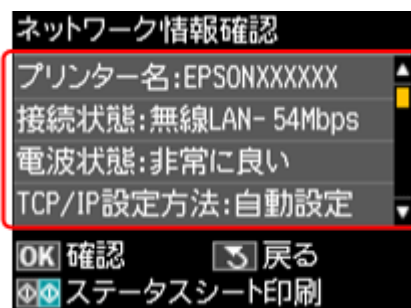 ネットワーク情報確認
プリンター名:EPSONXXXXXX
接続状態:無線LAN- 54Mbps
電波状態:非常に良い
TCP/IP設定方法:自動設定
OK 確認 戻る
ステータスシート印刷